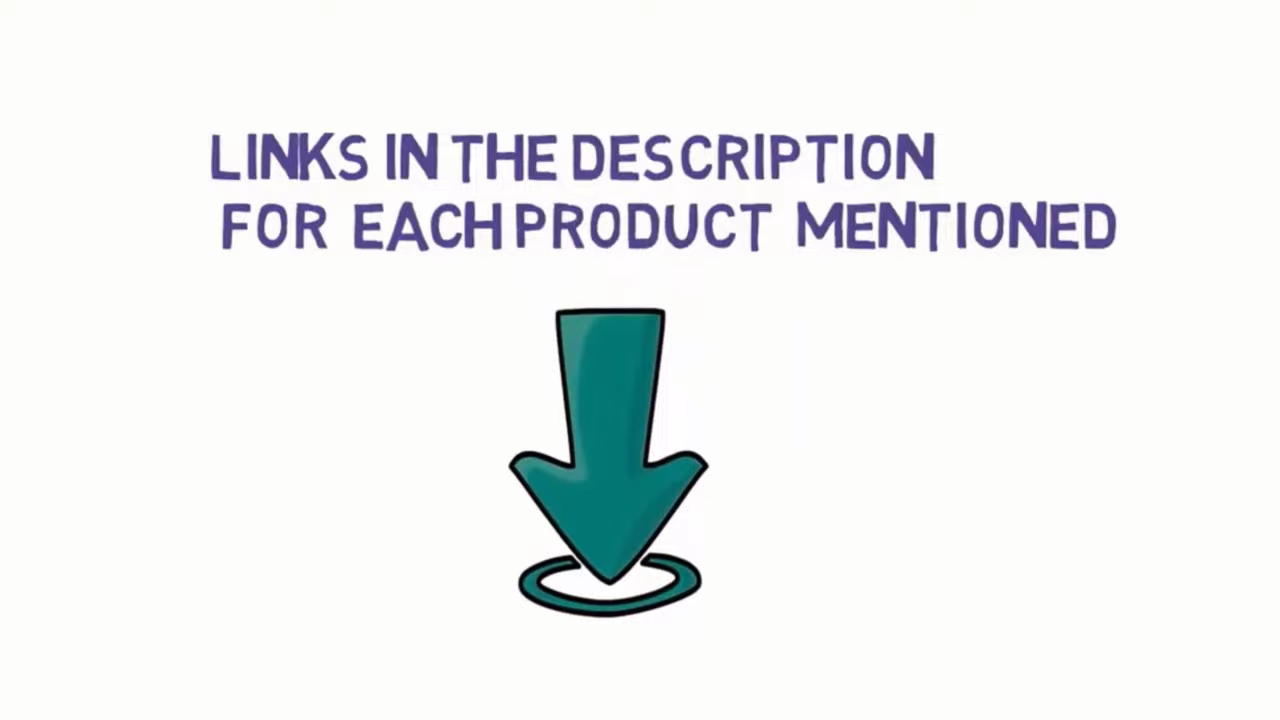 LINKS IN THE DESCRIPTION
FOR EACH PRODUCT MENTIONED